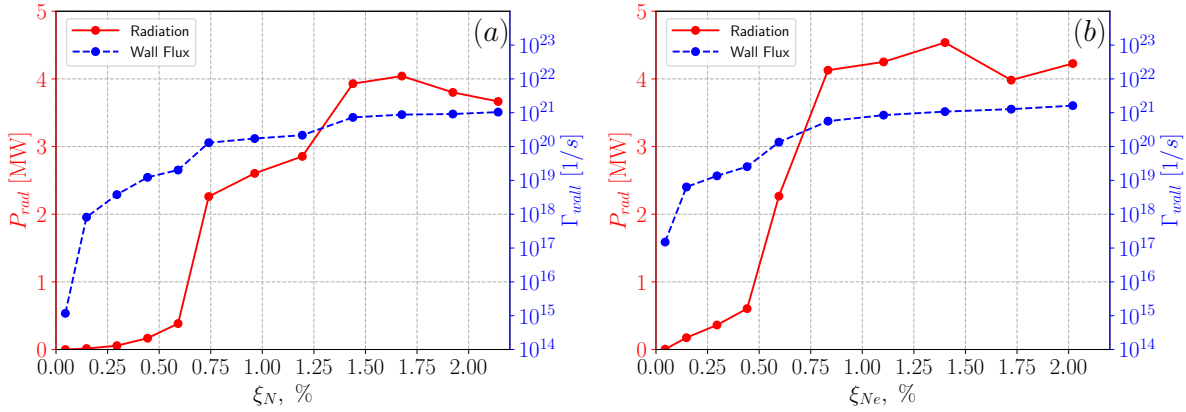 Radiation
Wall Flux
(a)
5
4
3
2
1
0
P_rad [MW]
10^23
10^22
10^21
10^20
10^19
10^18
10^17
10^16
10^15
10^14
Γ_wall [1/s]
0.00 0.25 0.50 0.75 1.00 1.25 1.50 1.75 2.00
ξ_N, %
Radiation
Wall Flux
(b)
5
4
3
2
1
0
P_rad [MW]
10^23
10^22
10^21
10^20
10^19
10^18
10^17
10^16
10^15
10^14
Γ_wall [1/s]
0.00 0.25 0.50 0.75 1.00 1.25 1.50 1.75 2.00
ξ_Ne, %